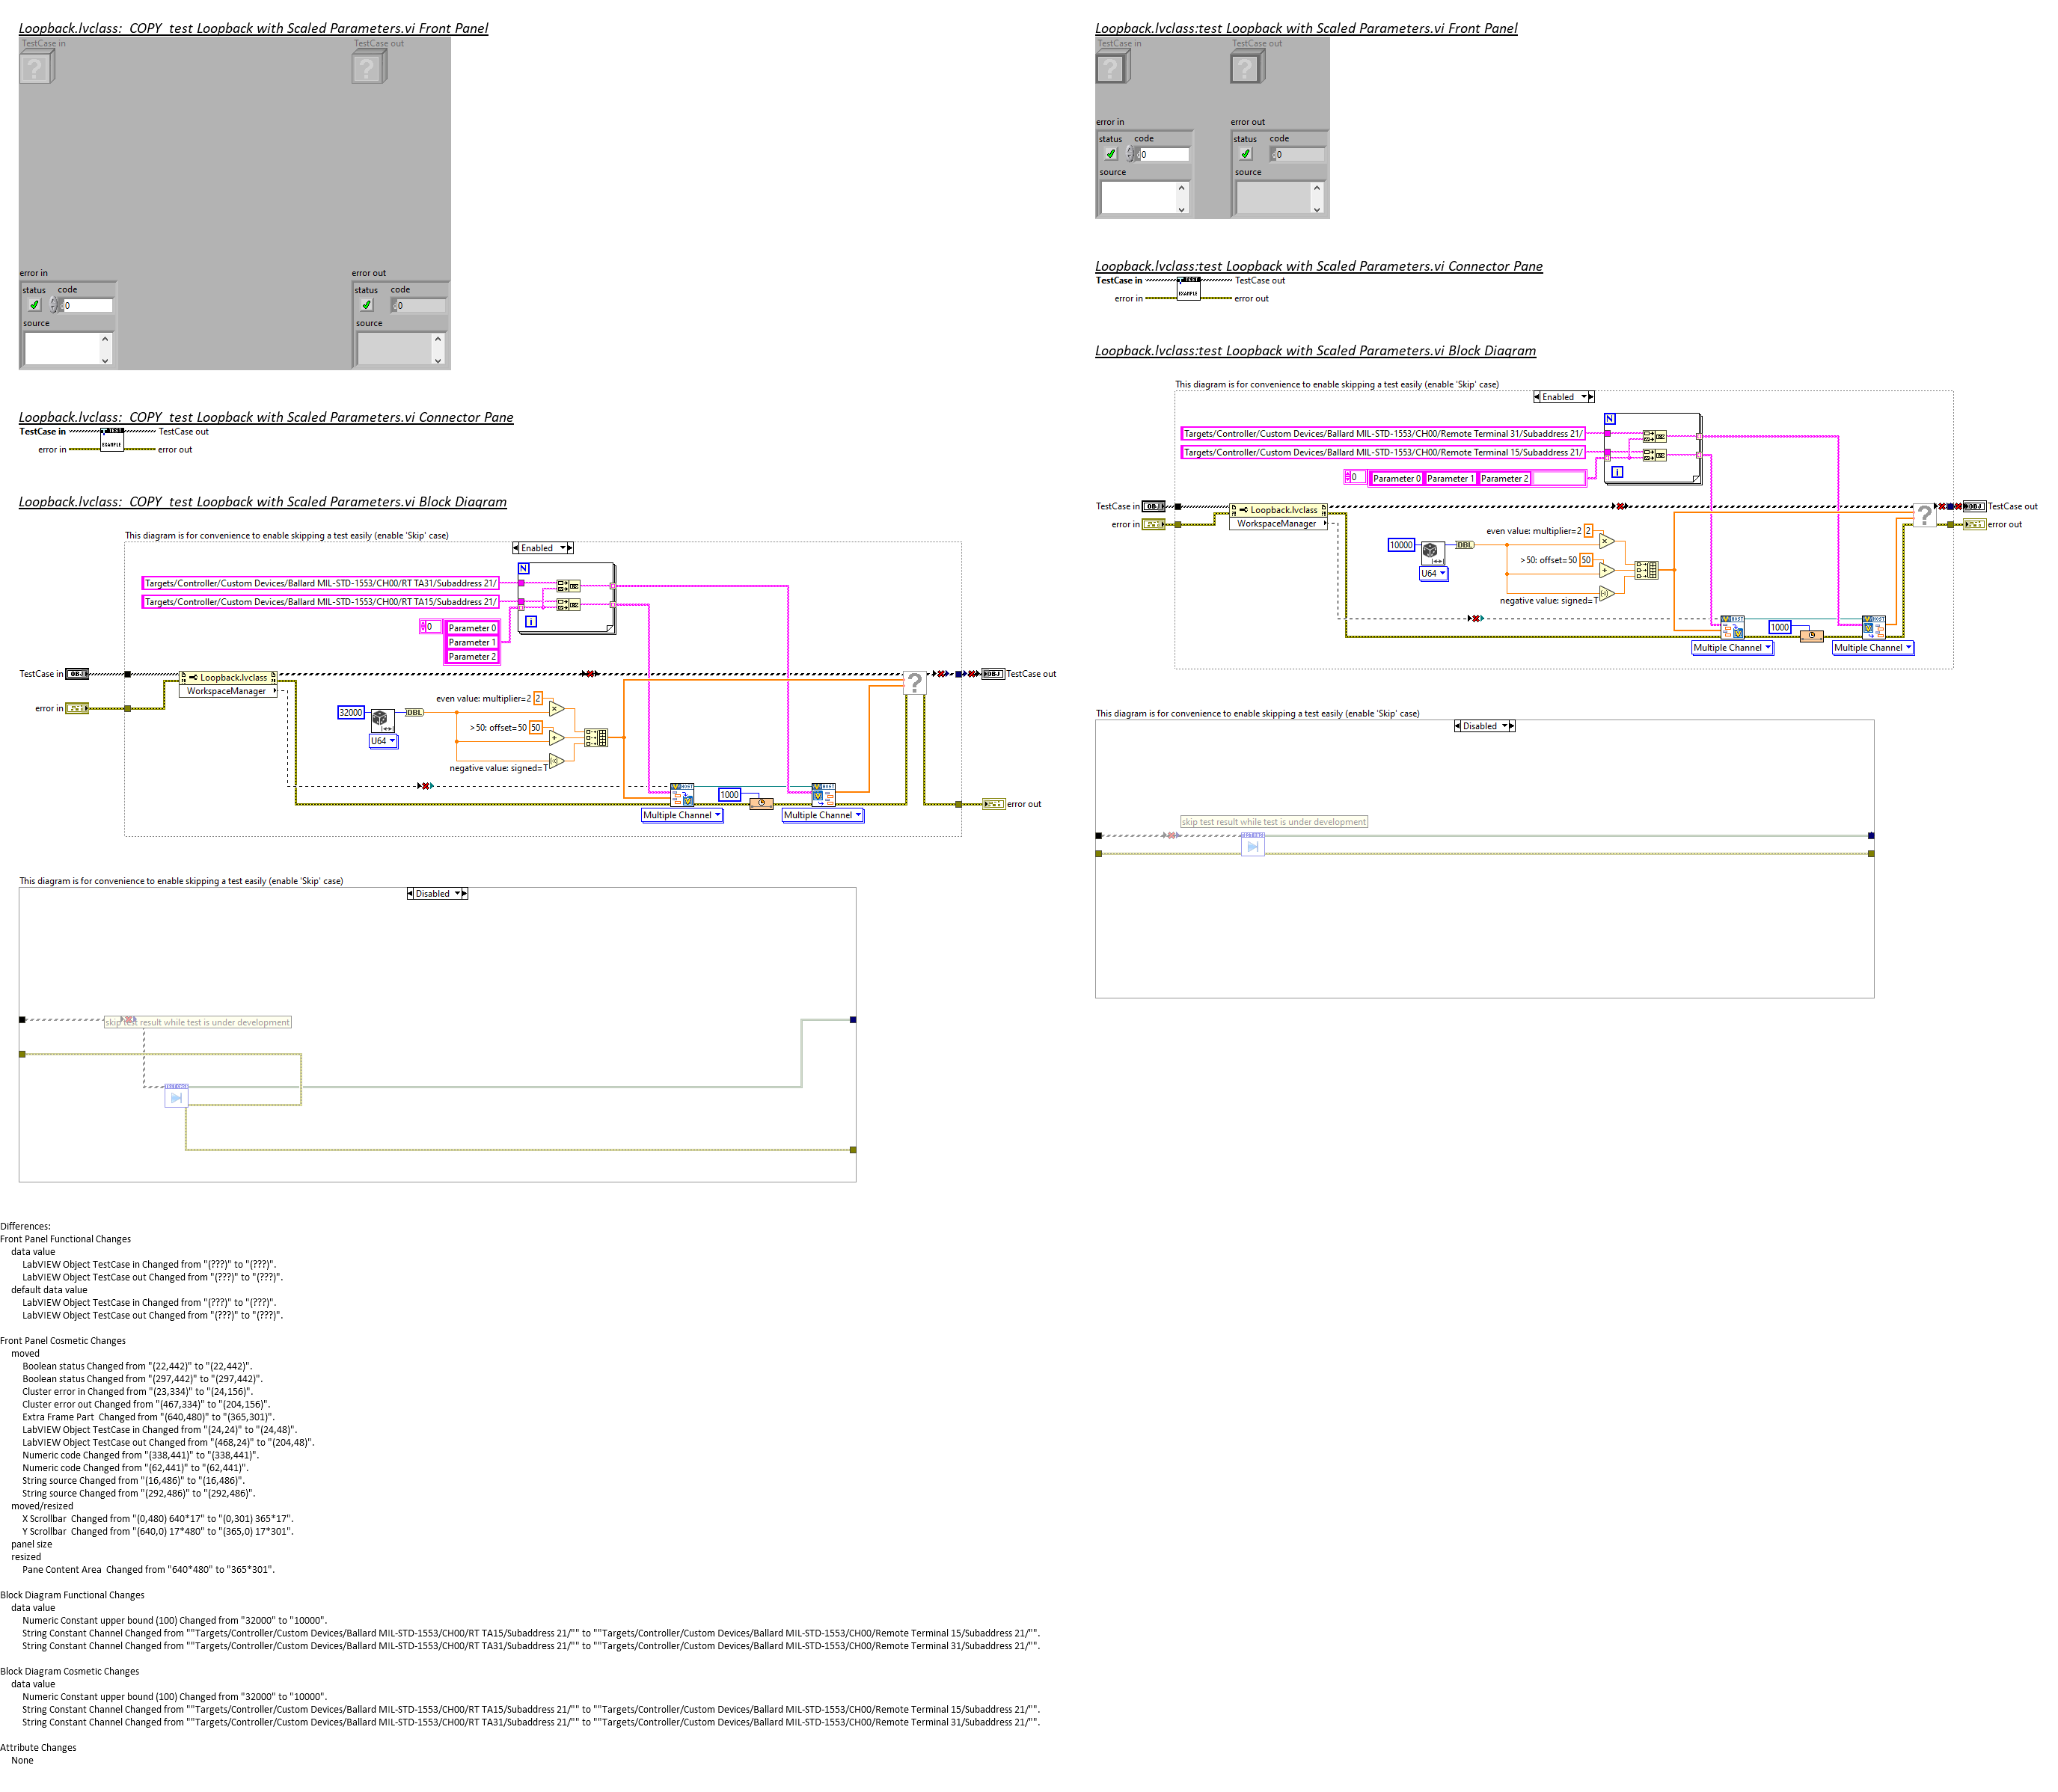 Loopback.lvclass:_COPY_test Loopback with Scaled Parameters.vi Front Panel
TestCase in
TestCase out
error in
error out
status
code
0
status
code
0
source
source
Loopback.lvclass:_COPY_test Loopback with Scaled Parameters.vi Connector Pane
TestCase in
TEST
TestCase out
error in
EXAMPLE
error out
Loopback.lvclass:_COPY_test Loopback with Scaled Parameters.vi Block Diagram
This diagram is for convenience to enable skipping a test easily (enable 'Skip' case)
Enabled
N
Targets/Controller/Custom Devices/Ballard MIL-STD-1553/CH00/RT TA31/Subaddress 21/
Targets/Controller/Custom Devices/Ballard MIL-STD-1553/CH00/RT TA15/Subaddress 21/
i
0
Parameter 0
Parameter 1
Parameter 2
TestCase in
OBJ
Loopback.lvclass
WorkspaceManager
?
OBJ
TestCase out
error in
even value: multiplier=2
2
32000
DBL
>50: offset=50
50
U64
negative value: signed=T
1000
Multiple Channel
Multiple Channel
error out
This diagram is for convenience to enable skipping a test easily (enable 'Skip' case)
Disabled
skip test result while test is under development
Loopback.lvclass:test Loopback with Scaled Parameters.vi Front Panel
TestCase in
TestCase out
error in
error out
status
code
0
status
code
0
source
source
Loopback.lvclass:test Loopback with Scaled Parameters.vi Connector Pane
TestCase in
TEST
TestCase out
error in
EXAMPLE
error out
Loopback.lvclass:test Loopback with Scaled Parameters.vi Block Diagram
This diagram is for convenience to enable skipping a test easily (enable 'Skip' case)
Enabled
N
Targets/Controller/Custom Devices/Ballard MIL-STD-1553/CH00/Remote Terminal 31/Subaddress 21/
Targets/Controller/Custom Devices/Ballard MIL-STD-1553/CH00/Remote Terminal 15/Subaddress 21/
i
0
Parameter 0
Parameter 1
Parameter 2
TestCase in
OBJ
Loopback.lvclass
WorkspaceManager
?
OBJ
TestCase out
error in
error out
even value: multiplier=2
2
10000
DBL
>50: offset=50
50
U64
negative value: signed=T
1000
Multiple Channel
Multiple Channel
This diagram is for convenience to enable skipping a test easily (enable 'Skip' case)
Disabled
skip test result while test is under development
Differences:
Front Panel Functional Changes
data value
LabVIEW Object TestCase in Changed from "(???)" to "(???)".
LabVIEW Object TestCase out Changed from "(???)" to "(???)".
default data value
LabVIEW Object TestCase in Changed from "(???)" to "(???)".
LabVIEW Object TestCase out Changed from "(???)" to "(???)".
Front Panel Cosmetic Changes
moved
Boolean status Changed from "(22,442)" to "(22,442)".
Boolean status Changed from "(297,442)" to "(297,442)".
Cluster error in Changed from "(23,334)" to "(24,156)".
Cluster error out Changed from "(467,334)" to "(204,156)".
Extra Frame Part  Changed from "(640,480)" to "(365,301)".
LabVIEW Object TestCase in Changed from "(24,24)" to "(24,48)".
LabVIEW Object TestCase out Changed from "(468,24)" to "(204,48)".
Numeric code Changed from "(338,441)" to "(338,441)".
Numeric code Changed from "(62,441)" to "(62,441)".
String source Changed from "(16,486)" to "(16,486)".
String source Changed from "(292,486)" to "(292,486)".
moved/resized
X Scrollbar  Changed from "(0,480) 640*17" to "(0,301) 365*17".
Y Scrollbar  Changed from "(640,0) 17*480" to "(365,0) 17*301".
panel size
resized
Pane Content Area  Changed from "640*480" to "365*301".
Block Diagram Functional Changes
data value
Numeric Constant upper bound (100) Changed from "32000" to "10000".
String Constant Channel Changed from ""Targets/Controller/Custom Devices/Ballard MIL-STD-1553/CH00/RT TA15/Subaddress 21/"" to ""Targets/Controller/Custom Devices/Ballard MIL-STD-1553/CH00/Remote Terminal 15/Subaddress 21/"".
String Constant Channel Changed from ""Targets/Controller/Custom Devices/Ballard MIL-STD-1553/CH00/RT TA31/Subaddress 21/"" to ""Targets/Controller/Custom Devices/Ballard MIL-STD-1553/CH00/Remote Terminal 31/Subaddress 21/"".
Block Diagram Cosmetic Changes
data value
Numeric Constant upper bound (100) Changed from "32000" to "10000".
String Constant Channel Changed from ""Targets/Controller/Custom Devices/Ballard MIL-STD-1553/CH00/RT TA15/Subaddress 21/"" to ""Targets/Controller/Custom Devices/Ballard MIL-STD-1553/CH00/Remote Terminal 15/Subaddress 21/"".
String Constant Channel Changed from ""Targets/Controller/Custom Devices/Ballard MIL-STD-1553/CH00/RT TA31/Subaddress 21/"" to ""Targets/Controller/Custom Devices/Ballard MIL-STD-1553/CH00/Remote Terminal 31/Subaddress 21/"".
Attribute Changes
None